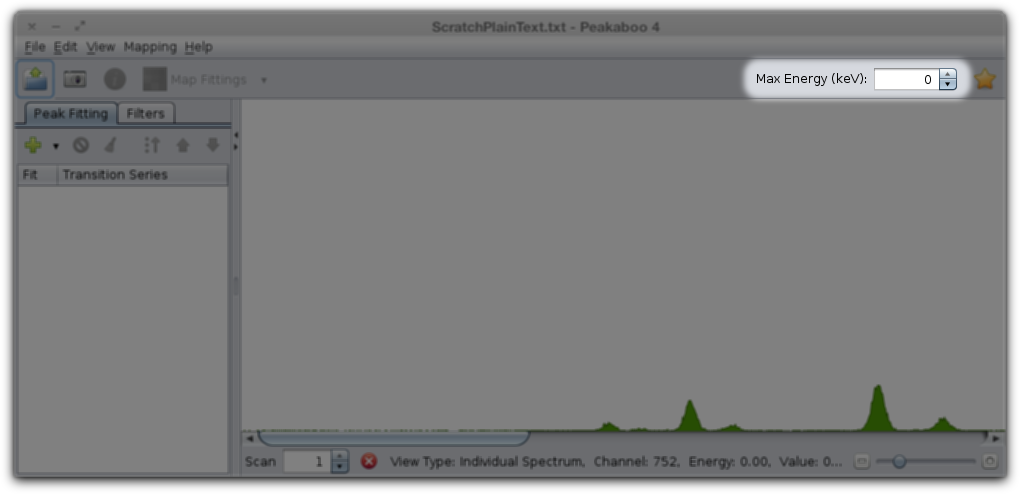 ScratchPlainText.txt - Peakaboo 4
File Edit View Mapping Help
Map Fittings
Max Energy (keV): 0
Peak Fitting Filters
Fit Transition Series
Scan 1 View Type: Individual Spectrum, Channel: 752, Energy: 0.00, Value: 0...